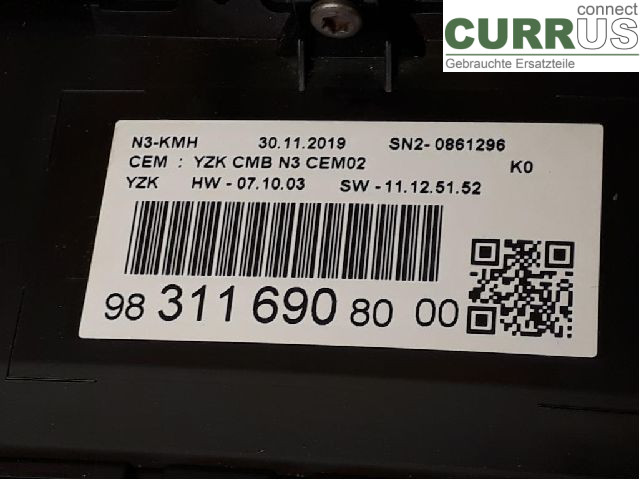 connect
CURRUS
Gebrauchte Ersatzteile
N3-KMH 30.11.2019 SN2- 0861296
CEM : YZK CMB N3 CEM02 K0
YZK HW - 07.10.03 SW - 11.12.51.52
98 311 690 80 00